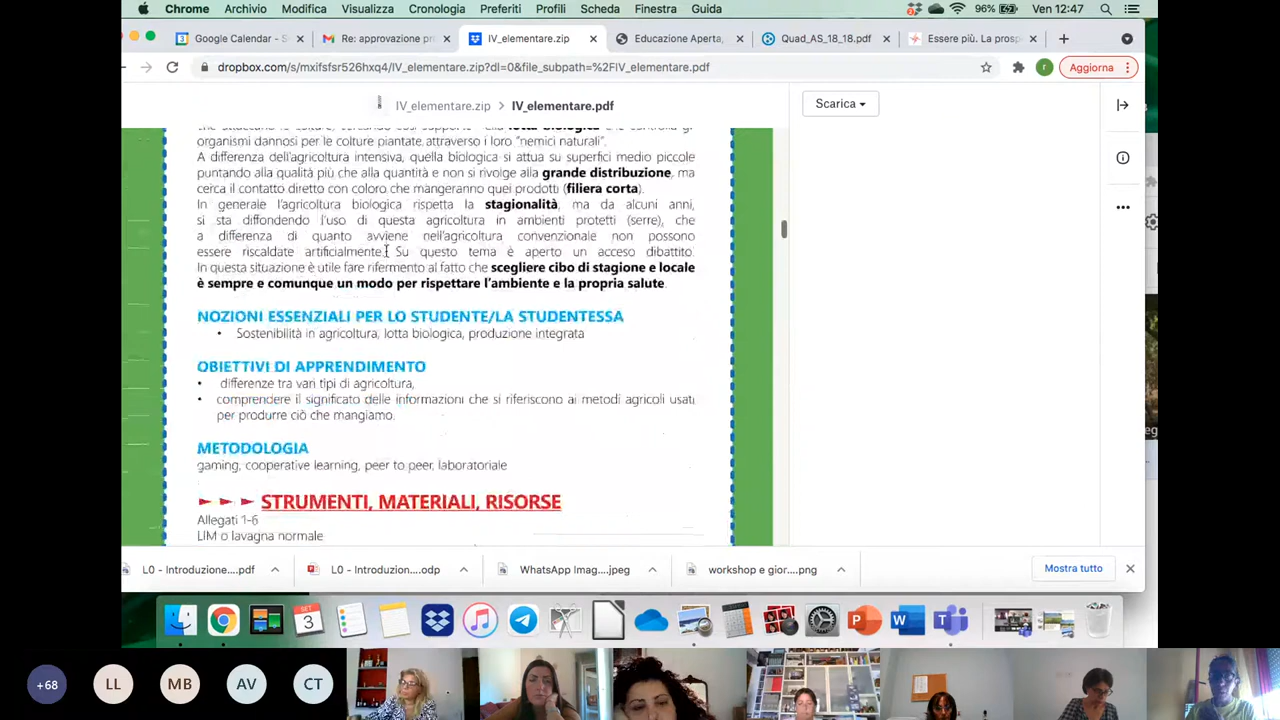 Chrome Archivio Modifica Visualizza Cronologia Preferiti Profili Scheda Finestra Guida 96% Ven 12:47
Google Calendar - S Re: approvazione pr IV_elementare.zip Educazione Aperta, Quad_AS_18_18.pdf Essere più. La prosp
dropbox.com/s/mxifsfsr526hxq4/IV_elementare.zip?dl=0&file_subpath=%2FIV_elementare.pdf r Aggiorna
IV_elementare.zip > IV_elementare.pdf Scarica
organismi dannosi per le colture piantate, attraverso i loro “nemici naturali”.
A differenza dell’agricoltura intensiva, quella biologica si attua su superfici medio piccole
puntando alla qualità più che alla quantità e non si rivolge alla grande distribuzione, ma
cerca il contatto diretto con coloro che mangeranno quei prodotti (filiera corta).
In generale l’agricoltura biologica rispetta la stagionalità, ma da alcuni anni,
si sta diffondendo l’uso di questa agricoltura in ambienti protetti (serre), che
a differenza di quanto avviene nell’agricoltura convenzionale non possono
essere riscaldate artificialmente. Su questo tema è aperto un acceso dibattito.
In questa situazione è utile fare riferimento al fatto che scegliere cibo di stagione e locale
è sempre e comunque un modo per rispettare l’ambiente e la propria salute.
NOZIONI ESSENZIALI PER LO STUDENTE/LA STUDENTESSA
• Sostenibilità in agricoltura, lotta biologica, produzione integrata
OBIETTIVI DI APPRENDIMENTO
• differenze tra vari tipi di agricoltura,
• comprendere il significato delle informazioni che si riferiscono ai metodi agricoli usati
per produrre ciò che mangiamo.
METODOLOGIA
gaming, cooperative learning, peer to peer, laboratoriale
STRUMENTI, MATERIALI, RISORSE
Allegati 1-6
LIM o lavagna normale
L0 - Introduzione....pdf L0 - Introduzion....odp WhatsApp Imag....jpeg workshop e gior....png Mostra tutto
SET 3
+68 LL MB AV CT